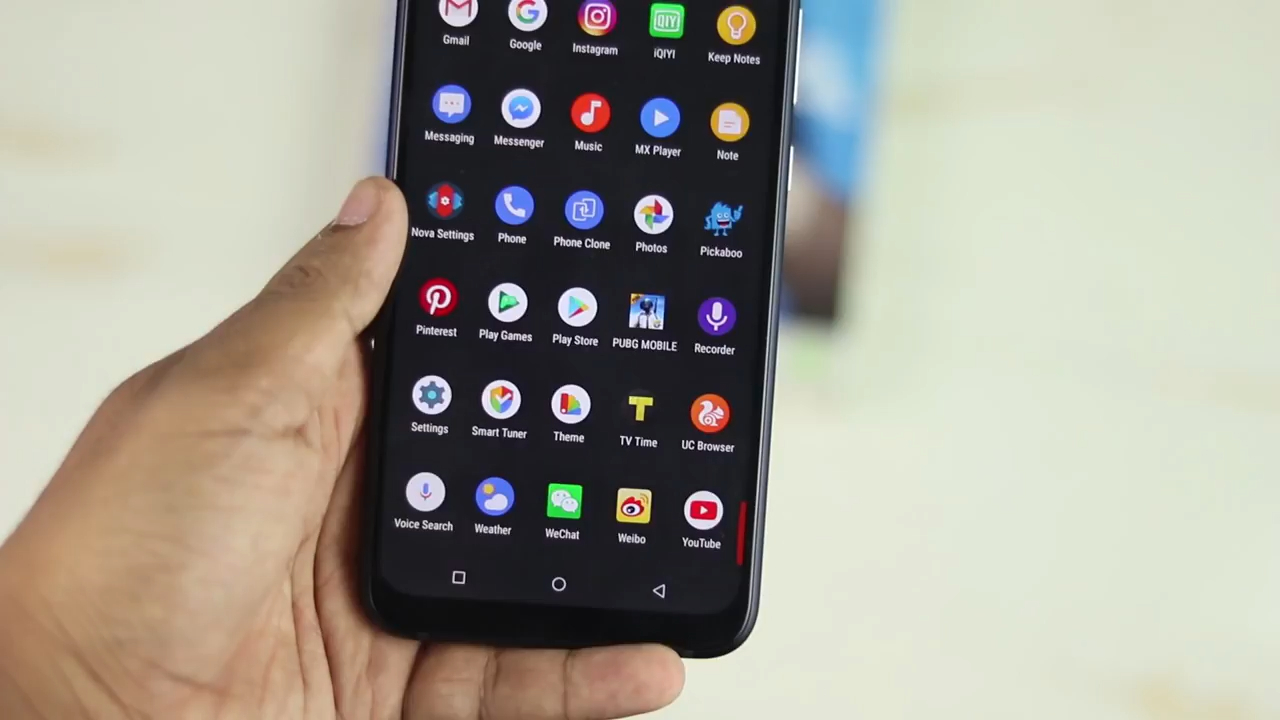 Gmail Google Instagram iQIYI Keep Notes
Messaging Messenger Music MX Player Note
Nova Settings Phone Phone Clone Photos Pickaboo
Pinterest Play Games Play Store PUBG MOBILE Recorder
Settings Smart Tuner Theme TV Time UC Browser
Voice Search Weather WeChat Weibo YouTube